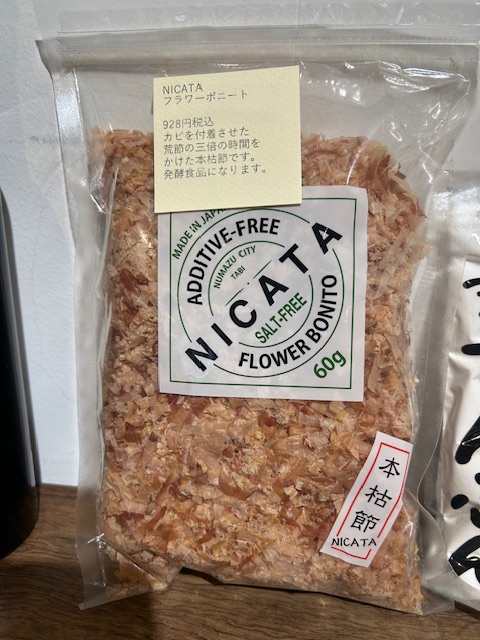 NICATA
フラワーボニート
928円税込
カビを付着させた
荒節の三倍の時間を
かけた本枯節です。
発酵食品になります。
MADE IN JAPAN
ADDITIVE-FREE
NUMAZU CITY
TABI
NICATA
SALT-FREE
FLOWER BONITO
60g
本枯節
NICATA